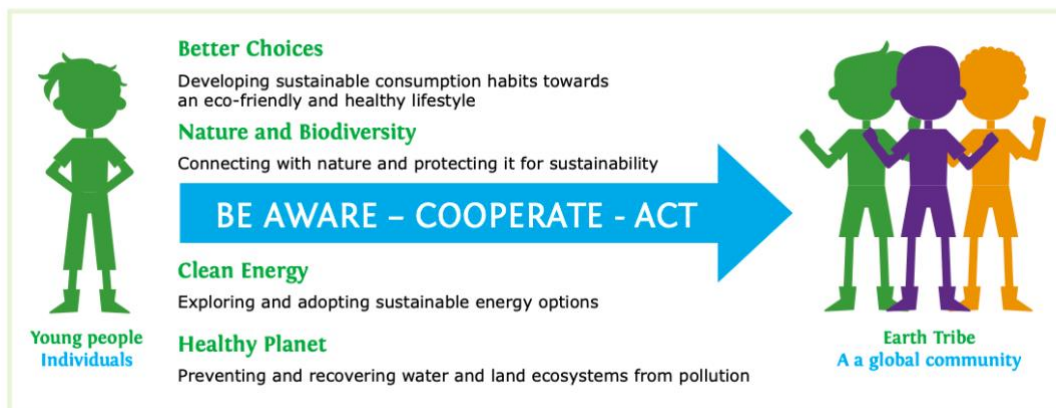 Better Choices
Developing sustainable consumption habits towards
an eco-friendly and healthy lifestyle
Nature and Biodiversity
Connecting with nature and protecting it for sustainability
BE AWARE – COOPERATE - ACT
Clean Energy
Exploring and adopting sustainable energy options
Healthy Planet
Preventing and recovering water and land ecosystems from pollution
Young people
Individuals
Earth Tribe
A a global community